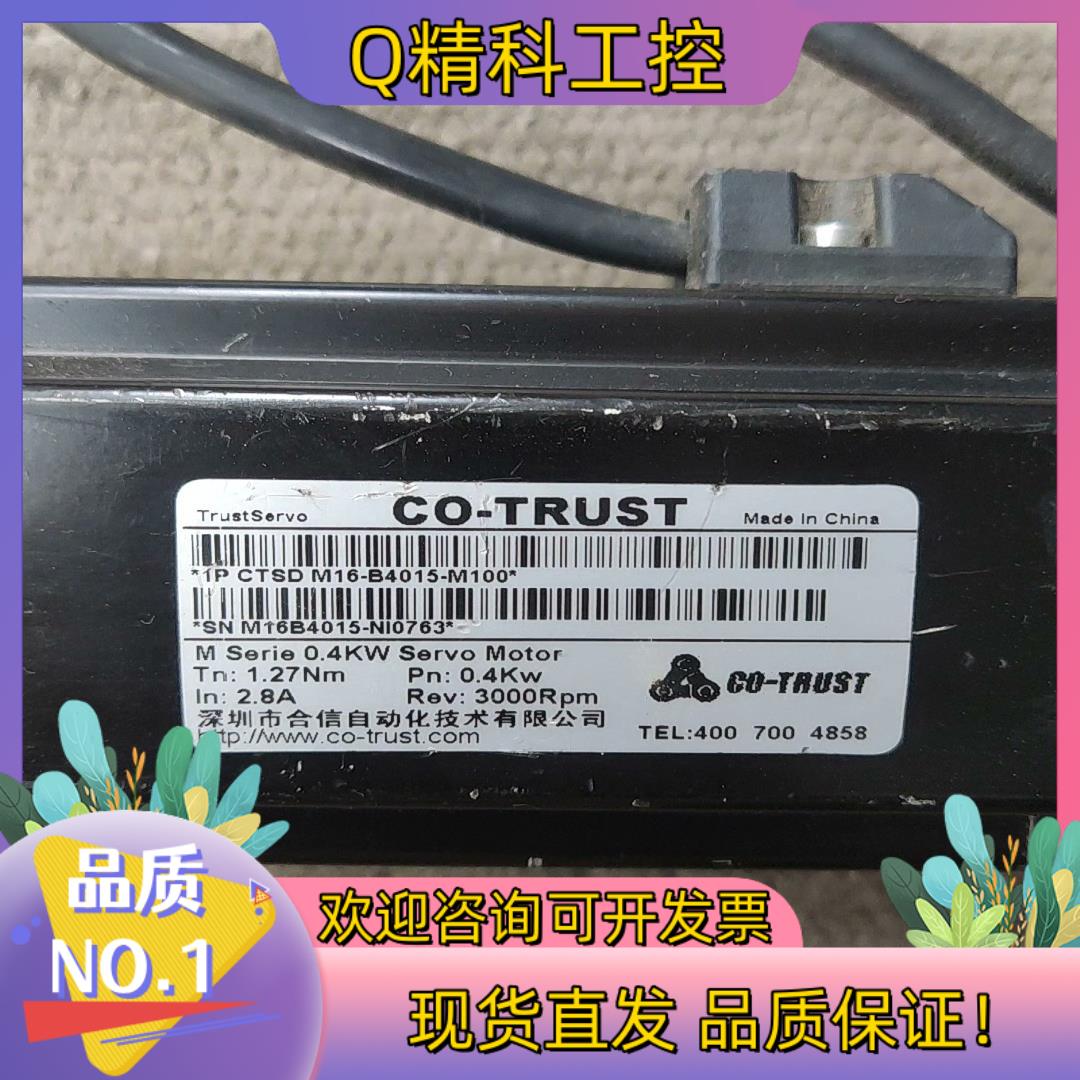 Q精科工控
TrustServo CO-TRUST Made in China
*1P CTSD M16-B4015-M100*
*SN M16B4015-NI0763*
M Serie 0.4KW Servo Motor
Tn: 1.27Nm Pn: 0.4Kw
In: 2.8A Rev: 3000Rpm
CO-TRUST
深圳市合信自动化技术有限公司
http://www.co-trust.com TEL:400 700 4858
品质
NO.1
欢迎咨询可开发票
现货直发 品质保证!